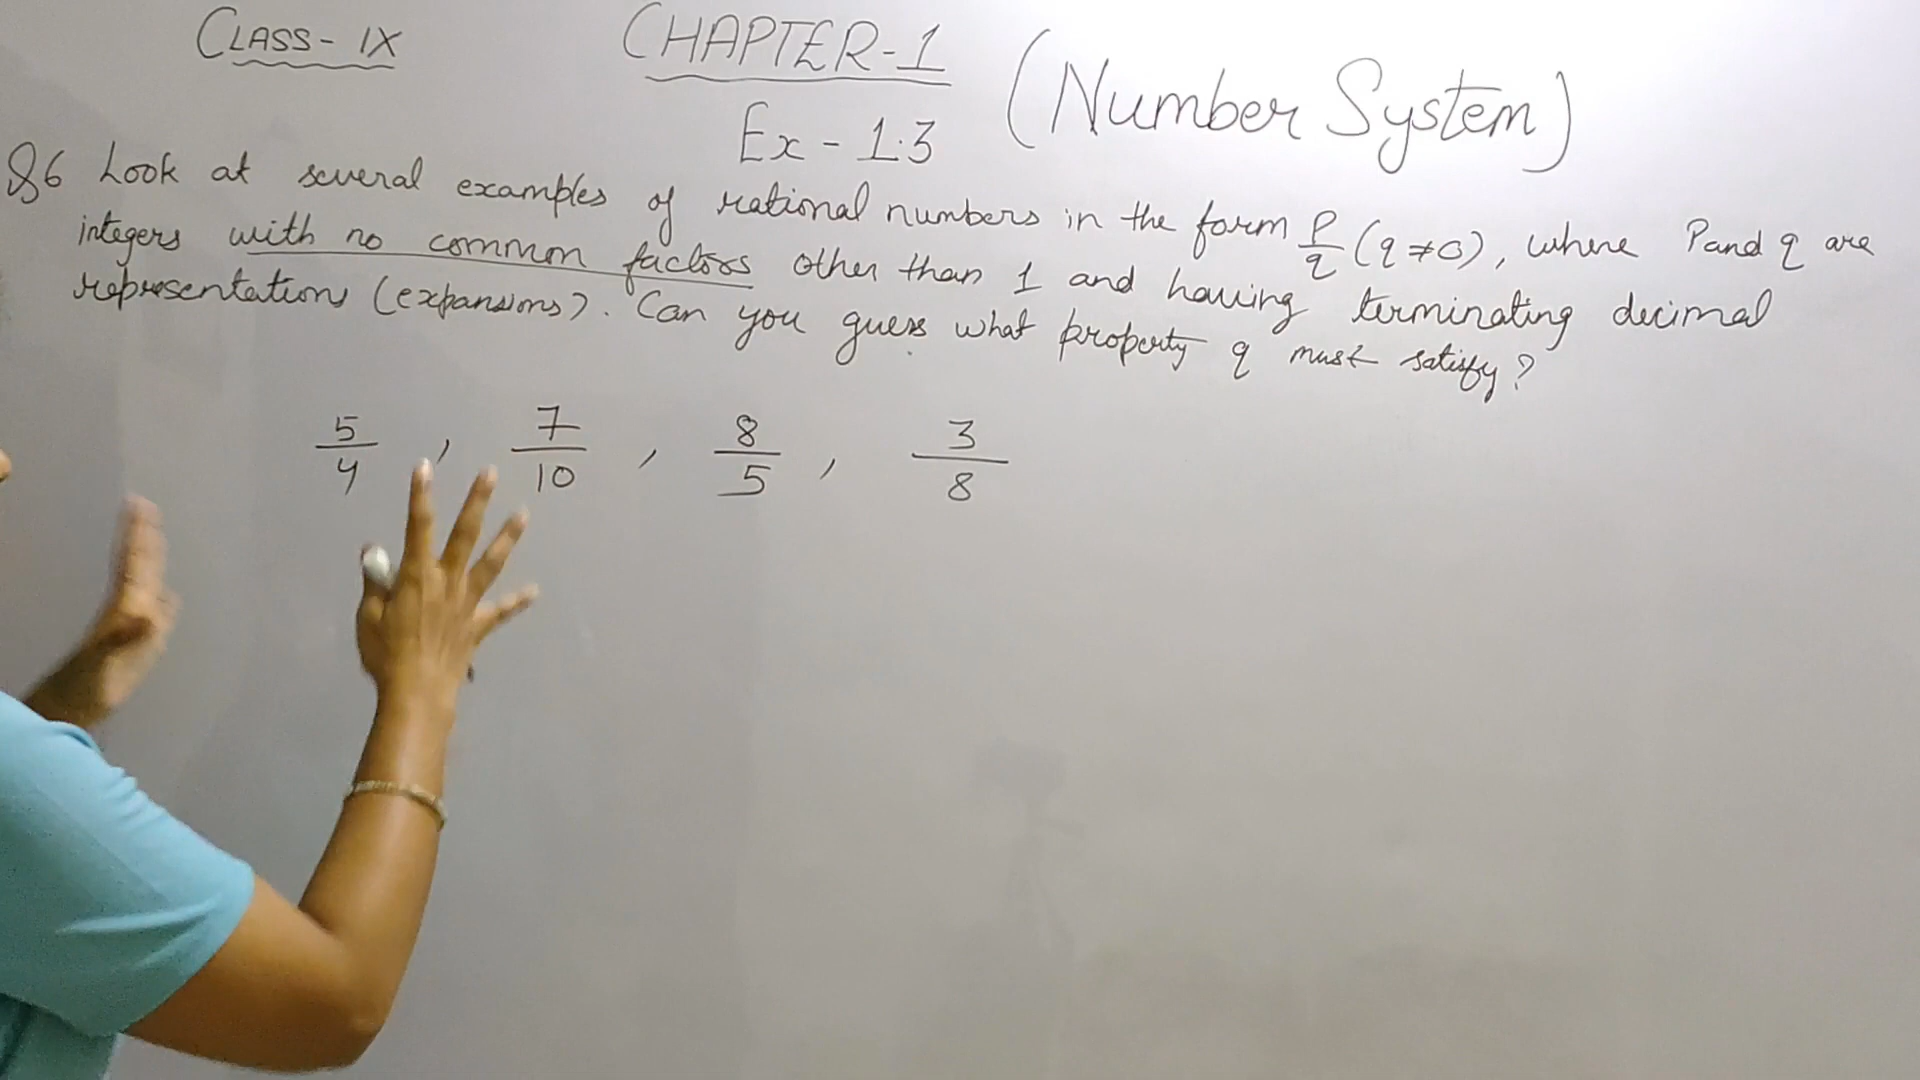 CLASS- IX
CHAPTER-1
(Number System)
Ex - 1.3
Q6 Look at several examples of rational numbers in the form p/q (q ≠ 0), where P and q are
integers with no common factors other than 1 and having terminating decimal
representations (expansions). Can you guess what property q must satisfy?
5/4 , 7/10 , 8/5 , 3/8